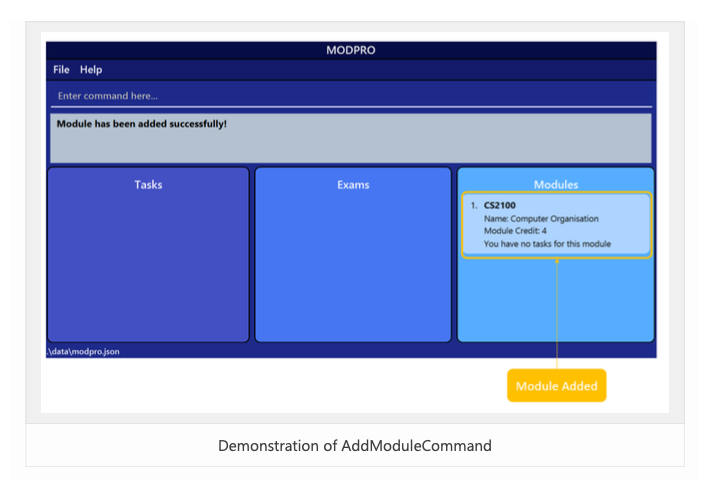 MODPRO
File Help
Enter command here...
Module has been added successfully!
Tasks
Exams
Modules
1. CS2100
Name: Computer Organisation
Module Credit: 4
You have no tasks for this module
.\data\modpro.json
Module Added
Demonstration of AddModuleCommand